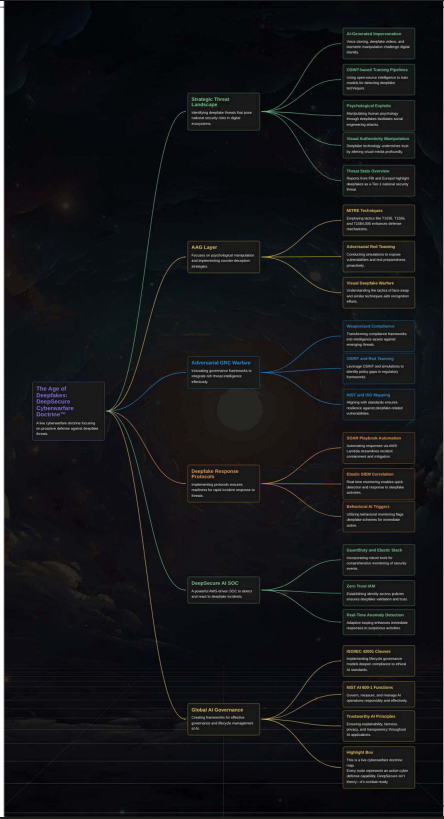 The Age of
Deepfakes:
DeepSecure
Cyberwarfare
Doctrine™
A live cyberwarfare doctrine focusing
on proactive defense against deepfake
threats.
Strategic Threat
Landscape
Identifying deepfake threats that pose
national security risks in digital
ecosystems.
AI-Generated Impersonation
Voice cloning, deepfake videos, and
biometric manipulation challenge digital
identity.
OSINT-based Training Pipelines
Using open-source intelligence to train
models for detecting deepfake
techniques.
Psychological Exploits
Manipulating human psychology
through deepfakes facilitates social
engineering attacks.
Visual Authenticity Manipulation
Deepfake technology undermines trust
by altering visual media profoundly.
Threat Stats Overview
Reports from FBI and Europol highlight
deepfakes as a Tier-1 national security
threat.
AAG Layer
Focuses on psychological manipulation
and implementing counter-deception
strategies.
MITRE Techniques
Employing tactics like
enhances defense
mechanisms.
Adversarial Red Teaming
Conducting simulations to expose
vulnerabilities and test preparedness
proactively.
Visual Deepfake Warfare
Understanding the tactics of face swap
and similar techniques aids recognition
efforts.
Adversarial GRC Warfare
Innovating governance frameworks to
integrate rich threat intelligence
effectively.
Weaponized Compliance
Transforming compliance frameworks
into intelligence assets against
emerging threats.
OSINT and Red Teaming
Leverage OSINT and simulations to
identify policy gaps in regulatory
frameworks.
NIST and ISO Mapping
Aligning with standards ensures
resilience against deepfake-related
vulnerabilities.
Deepfake Response
Protocols
Implementing protocols ensures
readiness for rapid incident response to
threats.
SOAR Playbook Automation
Automating responses via AWS
Lambda streamlines incident
containment and mitigation.
Elastic SIEM Correlation
Real-time monitoring enables quick
detection and response to deepfake
activities.
Behavioral AI Triggers
Utilizing behavioral monitoring flags
deepfake schemes for immediate
action.
DeepSecure AI SOC
A powerful AWS-driven SOC to detect
and react to deepfake incidents.
GuardDuty and Elastic Stack
Incorporating robust tools for
comprehensive monitoring of security
events.
Zero Trust IAM
Establishing identity access policies
ensures deepfake validation and trust.
Real-Time Anomaly Detection
Adaptive looping enhances immediate
responses to suspicious activities.
Global AI Governance
Creating frameworks for effective
governance and lifecycle management
of AI.
ISO/IEC 42001 Clauses
Implementing lifecycle governance
models deepen compliance to ethical
AI standards.
NIST AI 600-1 Functions
Govern, measure, and manage AI
operations responsibly and effectively.
Trustworthy AI Principles
Ensuring explainability, fairness,
privacy, and transparency throughout
AI applications.
Highlight Box
This is a live cyberwarfare doctrine
map.
Every node represents an active cyber
defense capability. DeepSecure isn't
theory—it's combat-ready.